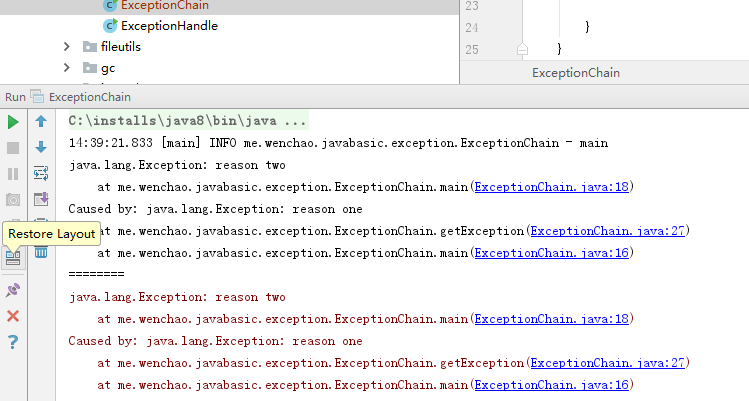 ExceptionChain
ExceptionHandle
fileutils
gc
23
24 }
25 }
ExceptionChain
Run ExceptionChain
C:\installs\java8\bin\java ...
14:39:21.833 [main] INFO me.wenchao.javabasic.exception.ExceptionChain - main
java.lang.Exception: reason two
at me.wenchao.javabasic.exception.ExceptionChain.main(ExceptionChain.java:18)
Caused by: java.lang.Exception: reason one
at me.wenchao.javabasic.exception.ExceptionChain.getException(ExceptionChain.java:27)
Restore Layout
at me.wenchao.javabasic.exception.ExceptionChain.main(ExceptionChain.java:16)
========
java.lang.Exception: reason two
at me.wenchao.javabasic.exception.ExceptionChain.main(ExceptionChain.java:18)
Caused by: java.lang.Exception: reason one
at me.wenchao.javabasic.exception.ExceptionChain.getException(ExceptionChain.java:27)
at me.wenchao.javabasic.exception.ExceptionChain.main(ExceptionChain.java:16)